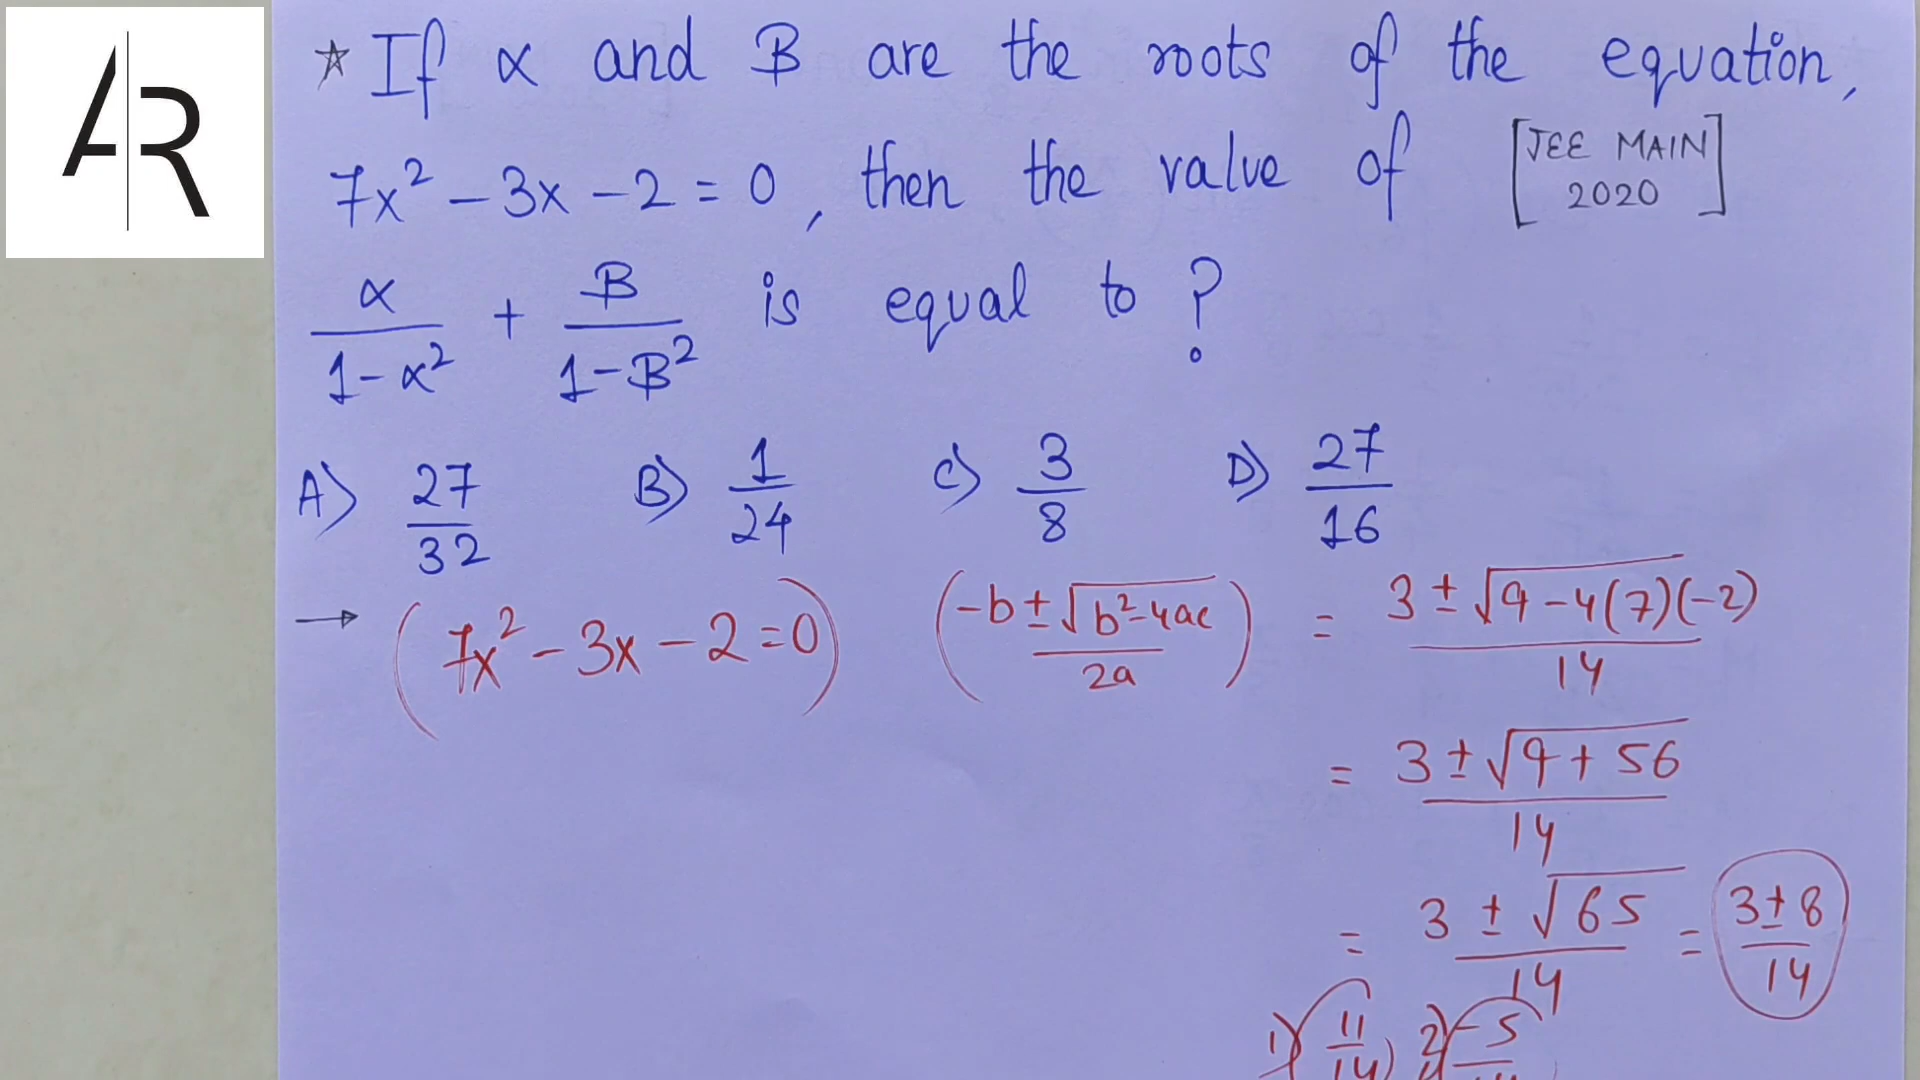 AR
☆ If α and B are the roots of the equation,
7x² - 3x - 2 = 0, then the value of [JEE MAIN 2020]
α/(1-α²) + B/(1-B²) is equal to ?
A) 27/32 B) 1/24 C) 3/8 D) 27/16
→ (7x² - 3x - 2 = 0) (-b ± √(b²-4ac) / 2a) = (3 ± √(9-4(7)(-2))) / 14
= (3 ± √(9+56)) / 14
= (3 ± √65) / 14 = (3 ± 8) / 14
1) 11/14, 2) -5/14